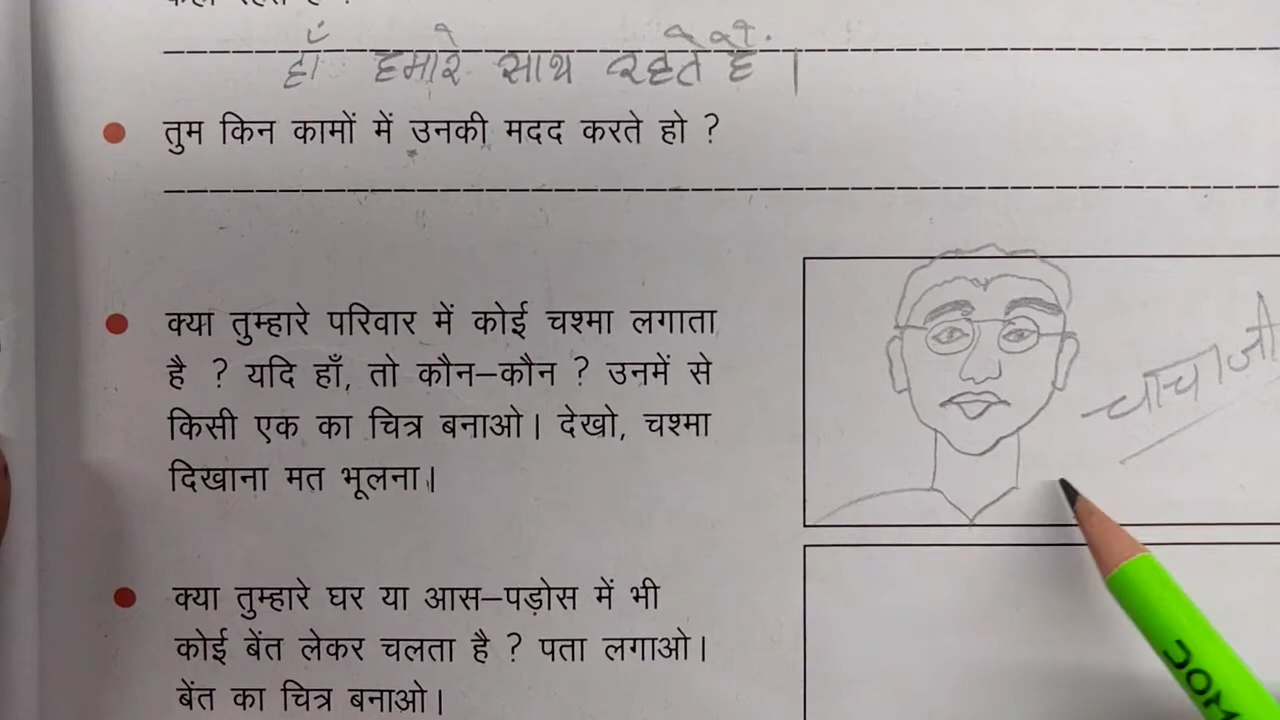 हाँ हमारे साथ रहते हैं।
तुम किन कामों में उनकी मदद करते हो ?
क्या तुम्हारे परिवार में कोई चश्मा लगाता
है ? यदि हाँ, तो कौन–कौन ? उनमें से
किसी एक का चित्र बनाओ। देखो, चश्मा
दिखाना मत भूलना।
चाचा जी
क्या तुम्हारे घर या आस–पड़ोस में भी
कोई बेंत लेकर चलता है ? पता लगाओ।
बेंत का चित्र बनाओ।
DOM